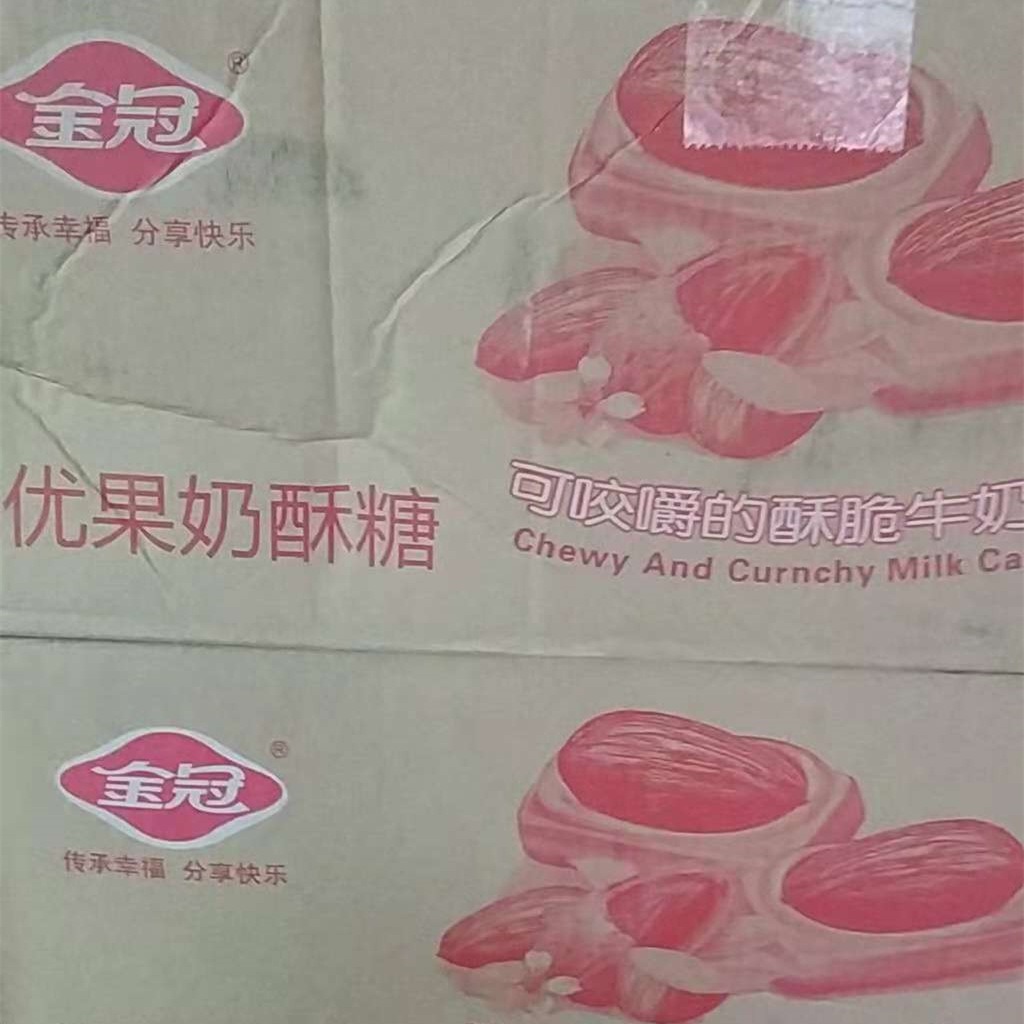 金冠®
传承幸福 分享快乐
优果奶酥糖
可咬嚼的酥脆牛奶
Chewy And Curnchy Milk Ca
金冠®
传承幸福 分享快乐